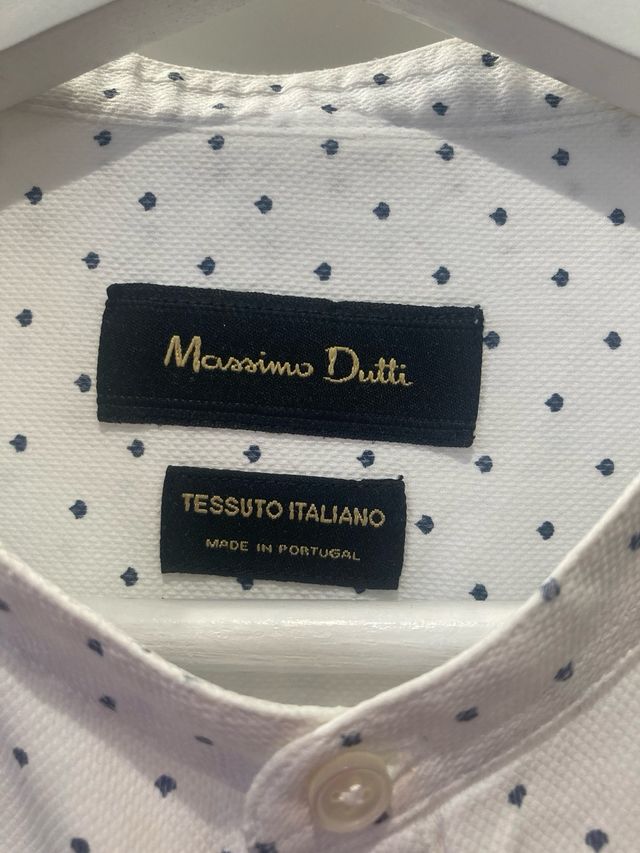 Massimo Dutti
TESSUTO ITALIANO
MADE IN PORTUGAL